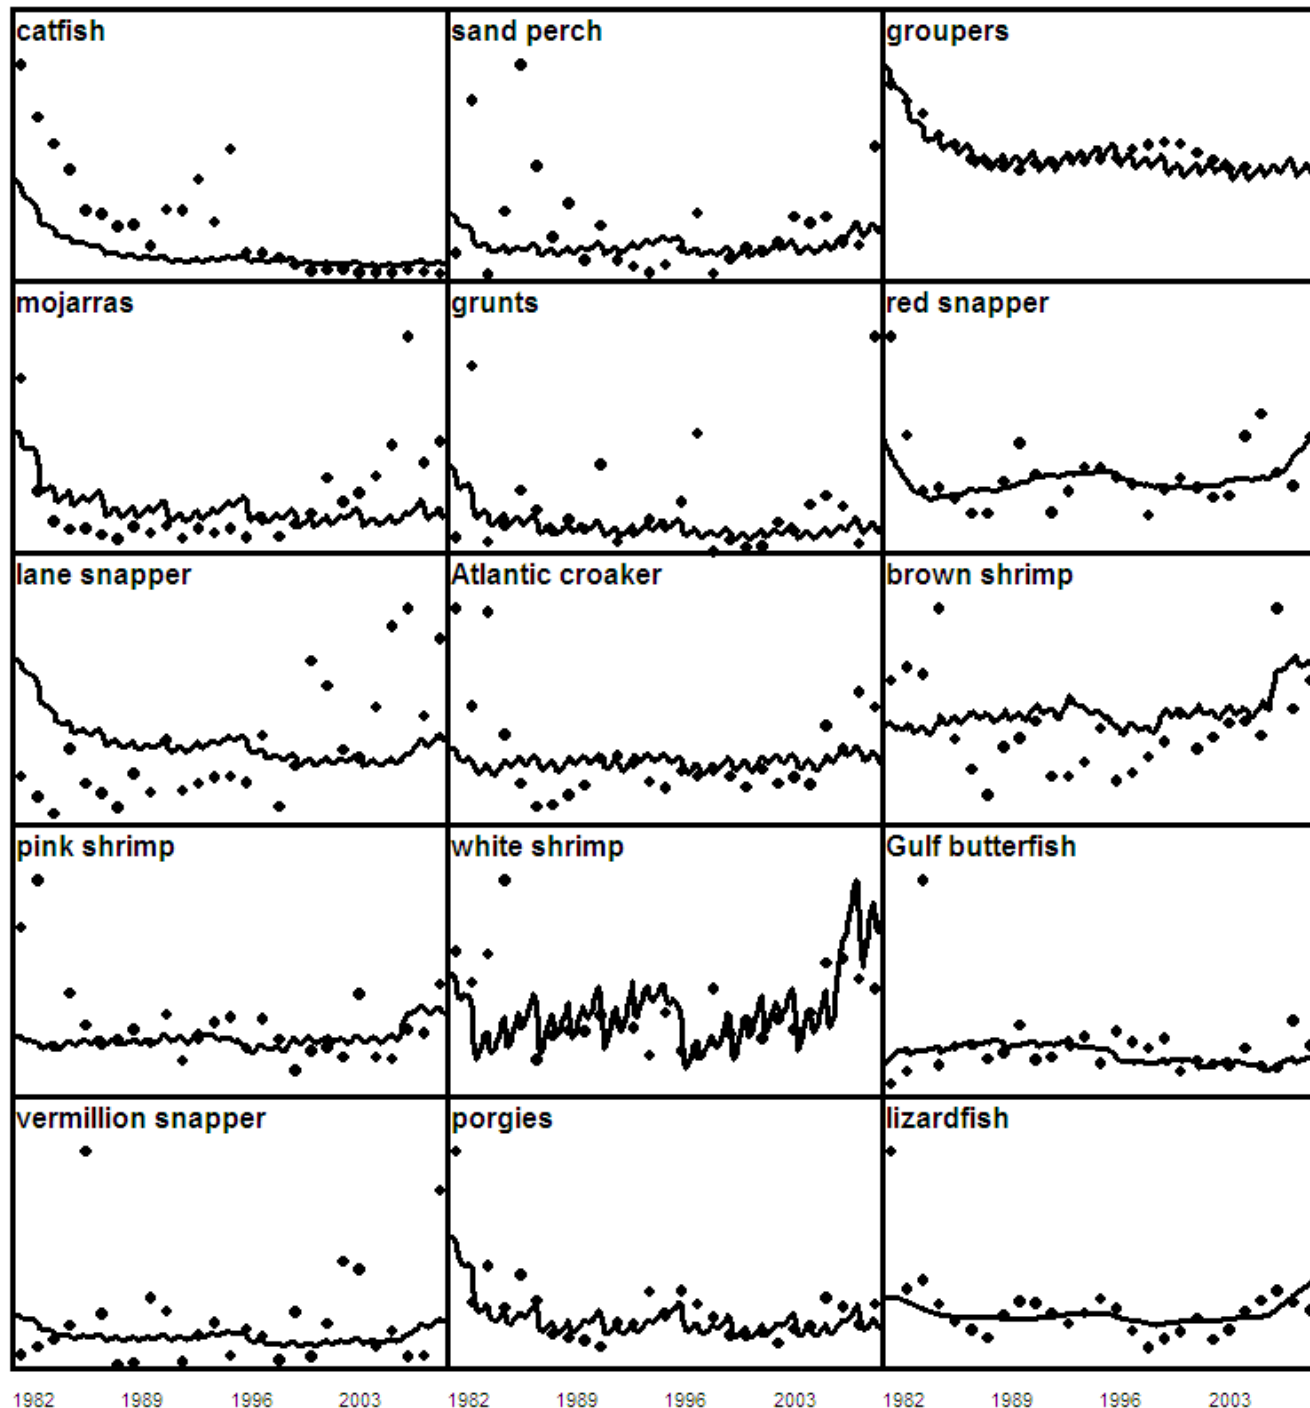 catfish sand perch groupers
mojarras grunts red snapper
lane snapper Atlantic croaker brown shrimp
pink shrimp white shrimp Gulf butterfish
vermillion snapper porgies lizardfish
1982 1989 1996 2003 1982 1989 1996 2003 1982 1989 1996 2003